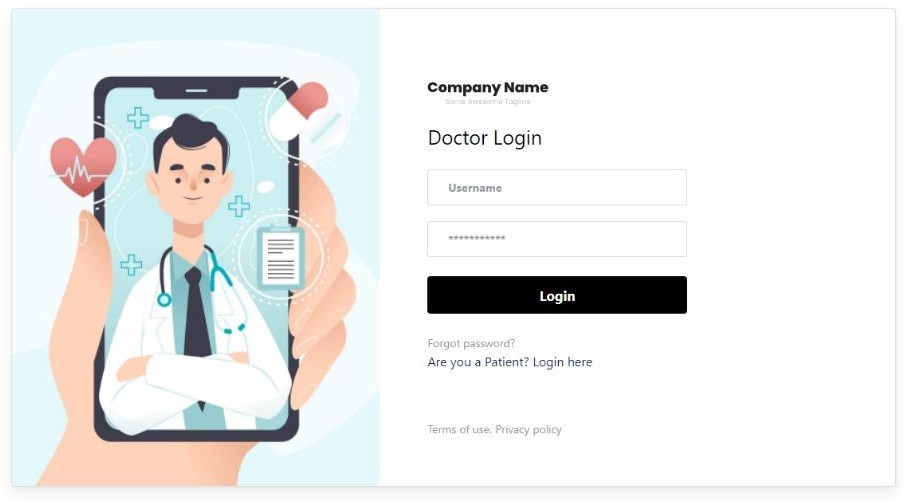 Company Name
Some Awesome Tagline
Doctor Login
Username
***********
Login
Forgot password?
Are you a Patient? Login here
Terms of use. Privacy policy